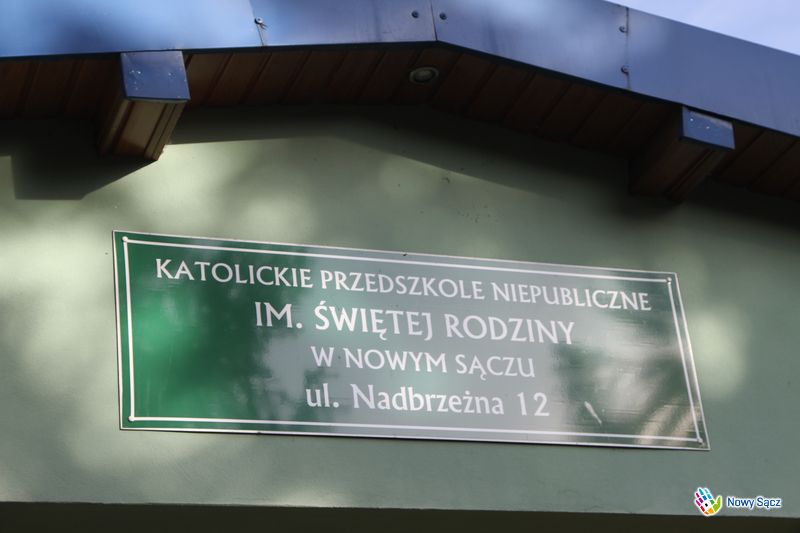 KATOLICKIE PRZEDSZKOLE NIEPUBLICZNE
IM. ŚWIĘTEJ RODZINY
W NOWYM SĄCZU
ul. Nadbrzeżna 12
Nowy Sącz